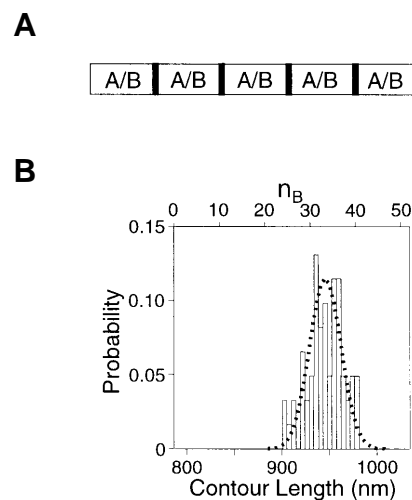 A
A/B A/B A/B A/B A/B
B
n_B
0 10 20 30 40 50
0.15
0.10
0.05
0
Probability
800 900 1000
Contour Length (nm)